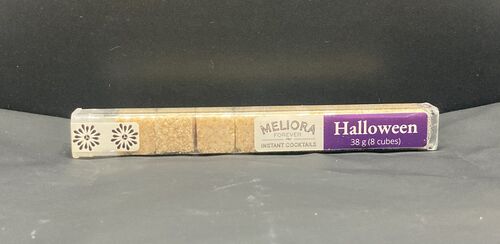 MELIORA
FOREVER
INSTANT COCKTAILS
Halloween
38 g (8 cubes)